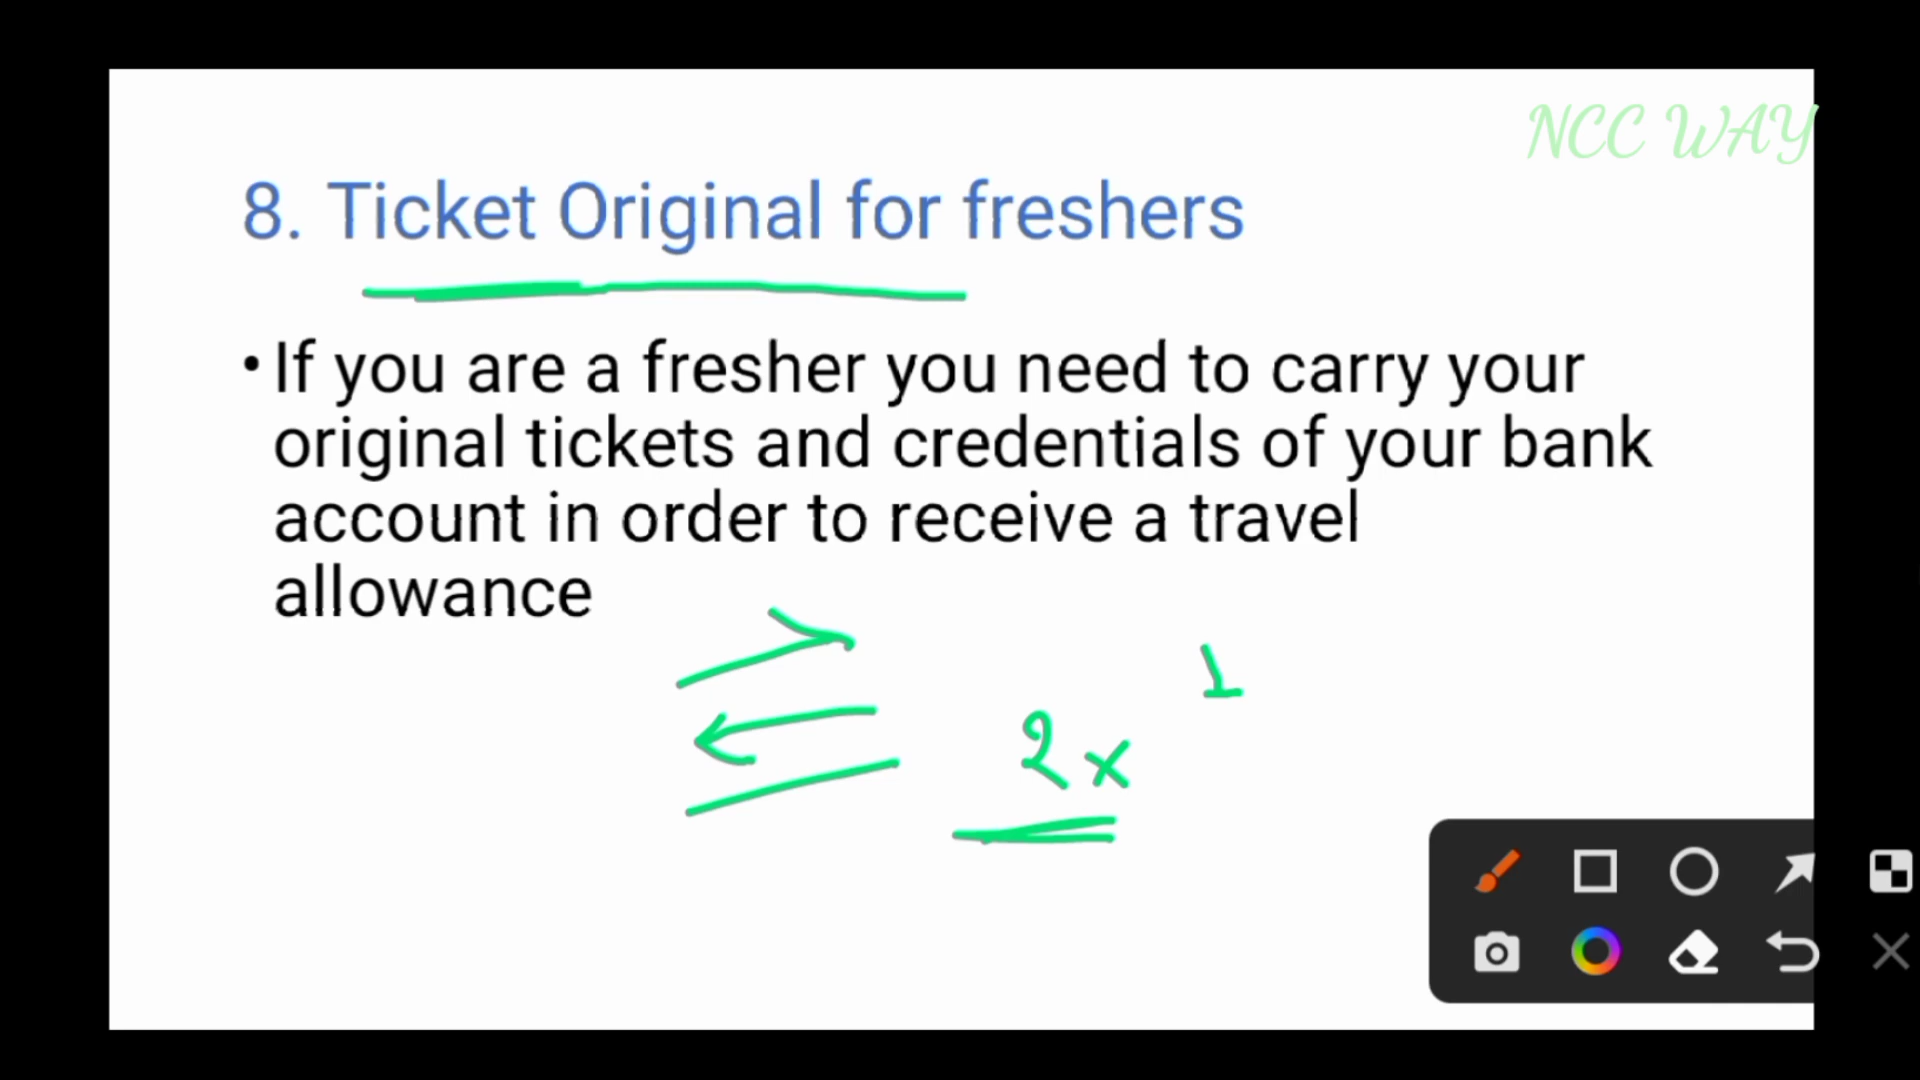 NCC WAY
8. Ticket Original for freshers
• If you are a fresher you need to carry your
original tickets and credentials of your bank
account in order to receive a travel
allowance
1
2x